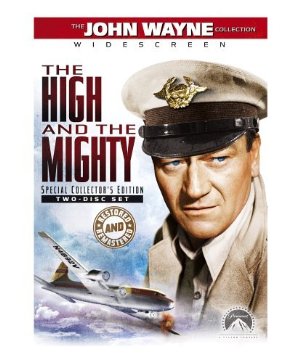 THE JOHN WAYNE COLLECTION
WIDESCREEN
THE
HIGH
AND THE
MIGHTY
SPECIAL COLLECTOR'S EDITION
TWO-DISC SET
RESTORED
AND
REMASTERED
Paramount